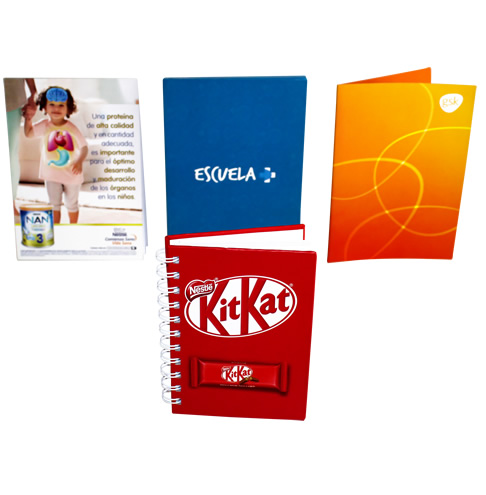 Una proteína
de alta calidad
y en cantidad
adecuada,
es importante
para el óptimo
desarrollo
y maduración
de los órganos
en los niños
NAN
3
Nestlé
ESCUELA+
gsk
Nestlé
KitKat
KitKat